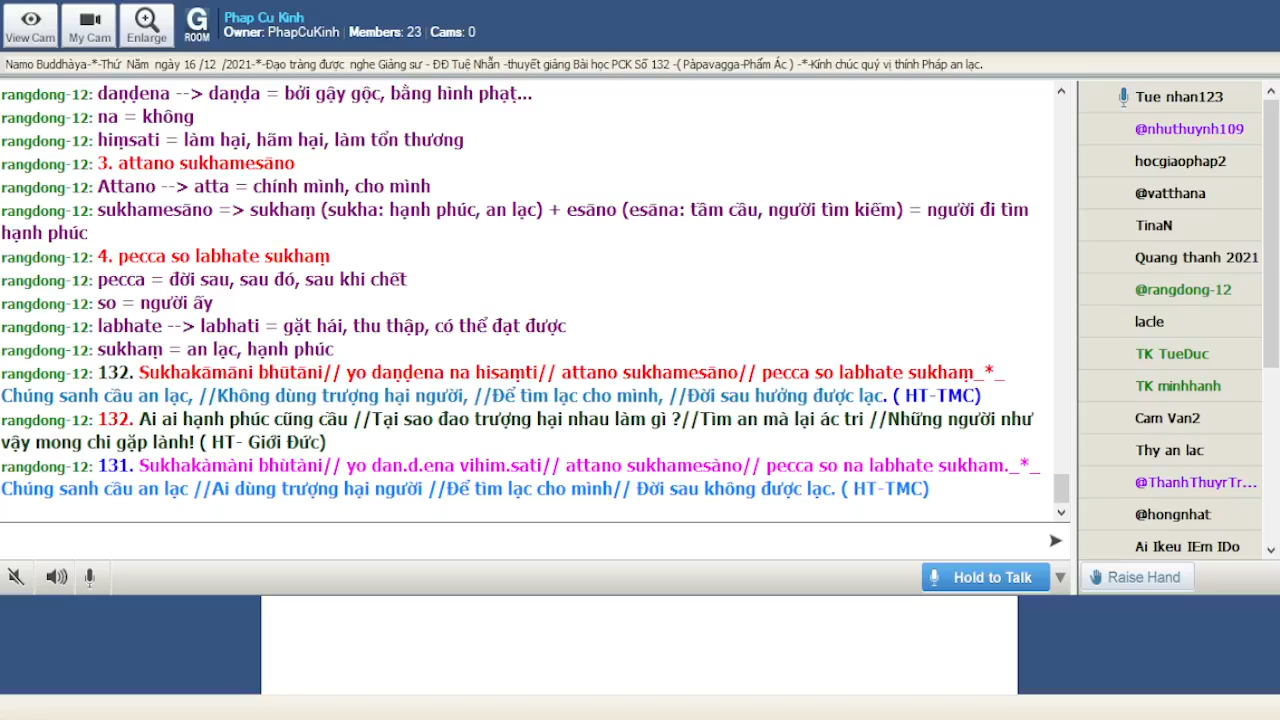 View Cam
My Cam
Enlarge
G
ROOM
Phap Cu Kinh
Owner: PhapCuKinh | Members: 23 | Cams: 0
Namo Buddhàya-*-Thứ Năm ngày 16 /12 /2021-*-Đạo tràng được nghe Giảng sư - ĐĐ Tuệ Nhẫn -thuyết giảng Bài học PCK Số 132 -( Pàpavagga-Phẩm Ác ) -*-Kính chúc quý vị thính Pháp an lạc.
rangdong-12: daṇḍena --> daṇḍa = bởi gậy gộc, bằng hình phạt...
rangdong-12: na = không
rangdong-12: hiṃsati = làm hại, hãm hại, làm tổn thương
rangdong-12: 3. attano sukhamesāno
rangdong-12: Attano --> atta = chính mình, cho mình
rangdong-12: sukhamesāno => sukhaṃ (sukha: hạnh phúc, an lạc) + esāno (esāna: tầm cầu, người tìm kiếm) = người đi tìm
hạnh phúc
rangdong-12: 4. pecca so labhate sukhaṃ
rangdong-12: pecca = đời sau, sau đó, sau khi chết
rangdong-12: so = người ấy
rangdong-12: labhate --> labhati = gặt hái, thu thập, có thể đạt được
rangdong-12: sukhaṃ = an lạc, hạnh phúc
rangdong-12: 132. Sukhakāmāni bhūtāni// yo daṇḍena na hisaṃti// attano sukhamesāno// pecca so labhate sukhaṃ_*_
Chúng sanh cầu an lạc, //Không dùng trượng hại người, //Để tìm lạc cho mình, //Đời sau hưởng được lạc. ( HT-TMC)
rangdong-12: 132. Ai ai hạnh phúc cũng cầu //Tại sao đao trượng hại nhau làm gì ?//Tìm an mà lại ác tri //Những người như
vậy mong chi gặp lành! ( HT- Giới Đức)
rangdong-12: 131. Sukhakàmàni bhùtàni// yo dan.d.ena vihim.sati// attano sukhamesàno// pecca so na labhate sukham._*_
Chúng sanh cầu an lạc //Ai dùng trượng hại người //Để tìm lạc cho mình// Đời sau không được lạc. ( HT-TMC)
Tue nhan123
@nhuthuynh109
hocgiaophap2
@vatthana
TinaN
Quang thanh 2021
@rangdong-12
lacle
TK TueDuc
TK minhhanh
Cam Van2
Thy an lac
@ThanhThuyrTr...
@hongnhat
Ai Ikeu IEm IDo
Hold to Talk
Raise Hand